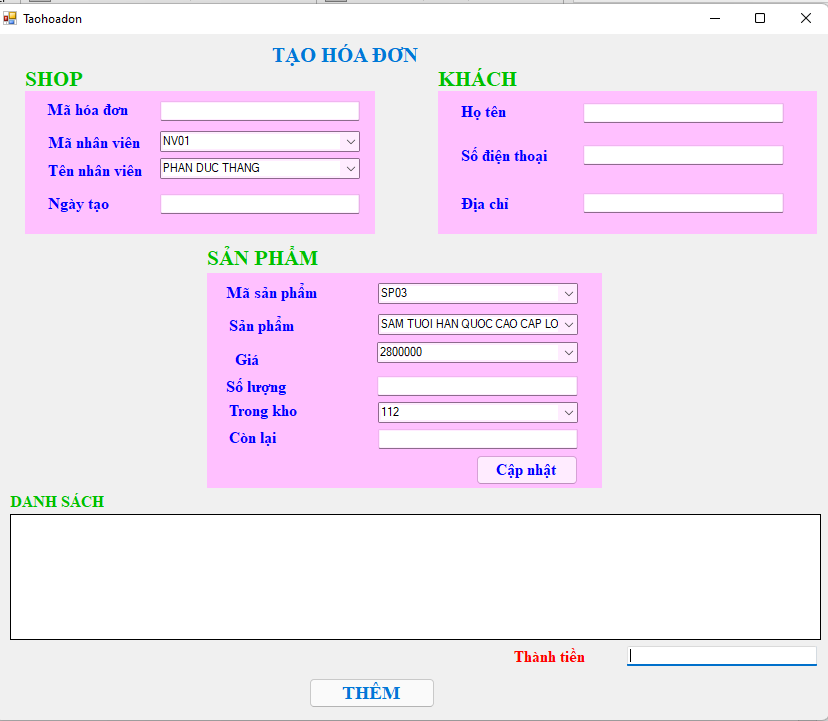 Taohoadon
TẠO HÓA ĐƠN
SHOP
Mã hóa đơn
Mã nhân viên NV01
Tên nhân viên PHAN DUC THANG
Ngày tạo
KHÁCH
Họ tên
Số điện thoại
Địa chỉ
SẢN PHẨM
Mã sản phẩm SP03
Sản phẩm SAM TUOI HAN QUOC CAO CAP LO
Giá 2800000
Số lượng
Trong kho 112
Còn lại
Cập nhật
DANH SÁCH
Thành tiền
THÊM